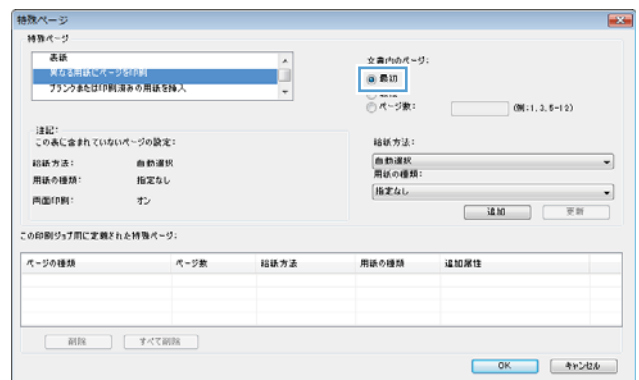 特殊ページ
特殊ページ
表紙
異なる用紙にページを印刷
ブランクまたは印刷済みの用紙を挿入
文書内のページ:
最初
ページ数:
(例:1,3,5-12)
注記:
この表に含まれていないページの設定:
給紙方法: 自動選択
用紙の種類: 指定なし
両面印刷: オン
給紙方法:
自動選択
用紙の種類:
指定なし
追加 更新
この印刷ジョブ用に定義された特殊ページ:
ページの種類 ページ数 給紙方法 用紙の種類 追加属性
削除 すべて削除
OK キャンセル